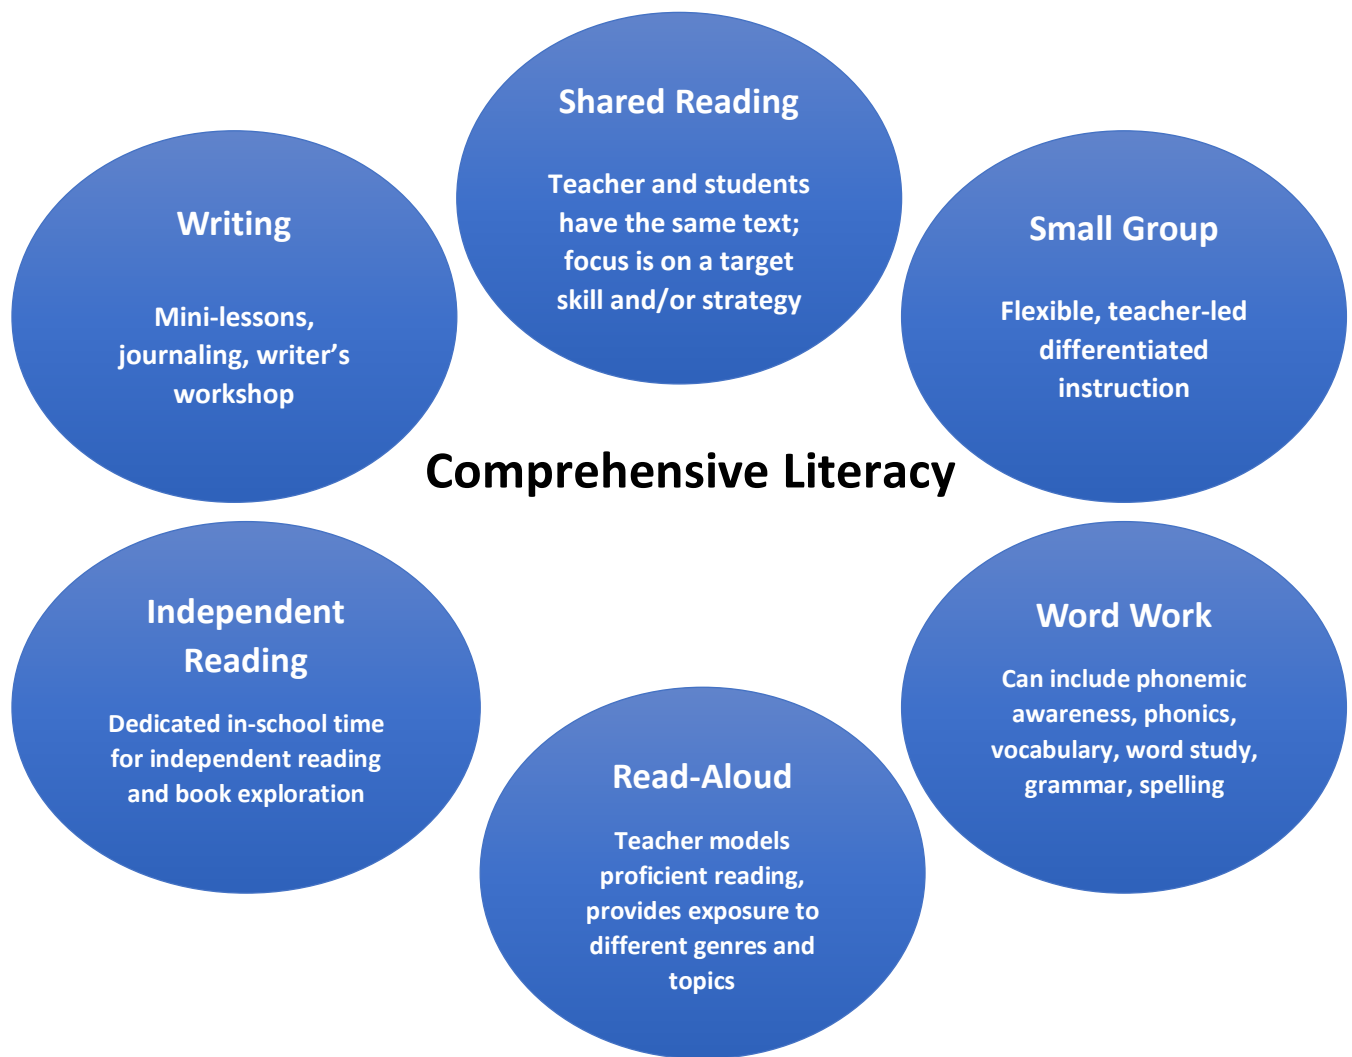 Shared Reading
Teacher and students
have the same text;
focus is on a target
skill and/or strategy
Writing
Mini-lessons,
journaling, writer’s
workshop
Small Group
Flexible, teacher-led
differentiated
instruction
Comprehensive Literacy
Independent
Reading
Dedicated in-school time
for independent reading
and book exploration
Word Work
Can include phonemic
awareness, phonics,
vocabulary, word study,
grammar, spelling
Read-Aloud
Teacher models
proficient reading,
provides exposure to
different genres and
topics